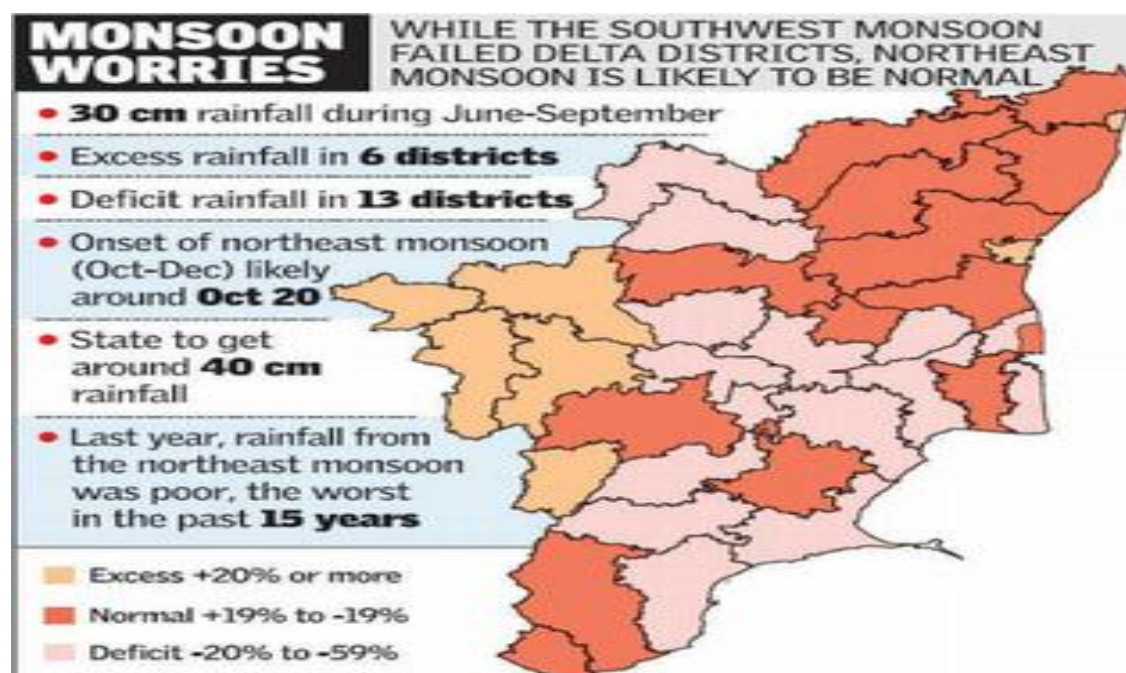 MONSOON
WORRIES
WHILE THE SOUTHWEST MONSOON
FAILED DELTA DISTRICTS, NORTHEAST
MONSOON IS LIKELY TO BE NORMAL
• 30 cm rainfall during June-September
• Excess rainfall in 6 districts
• Deficit rainfall in 13 districts
• Onset of northeast monsoon
(Oct-Dec) likely
around Oct 20
• State to get
around 40 cm
rainfall
• Last year, rainfall from
the northeast monsoon
was poor, the worst
in the past 15 years
Excess +20% or more
Normal +19% to -19%
Deficit -20% to -59%